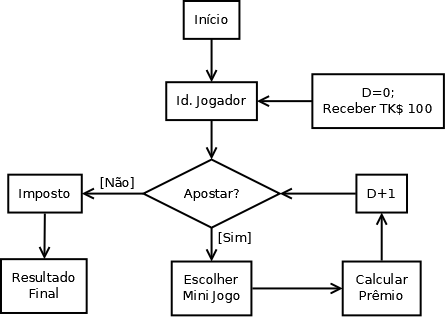 Início
Id. Jogador
D=0;
Receber TK$ 100
Apostar?
[Não]
Imposto
D+1
[Sim]
Resultado
Final
Escolher
Mini Jogo
Calcular
Prêmio